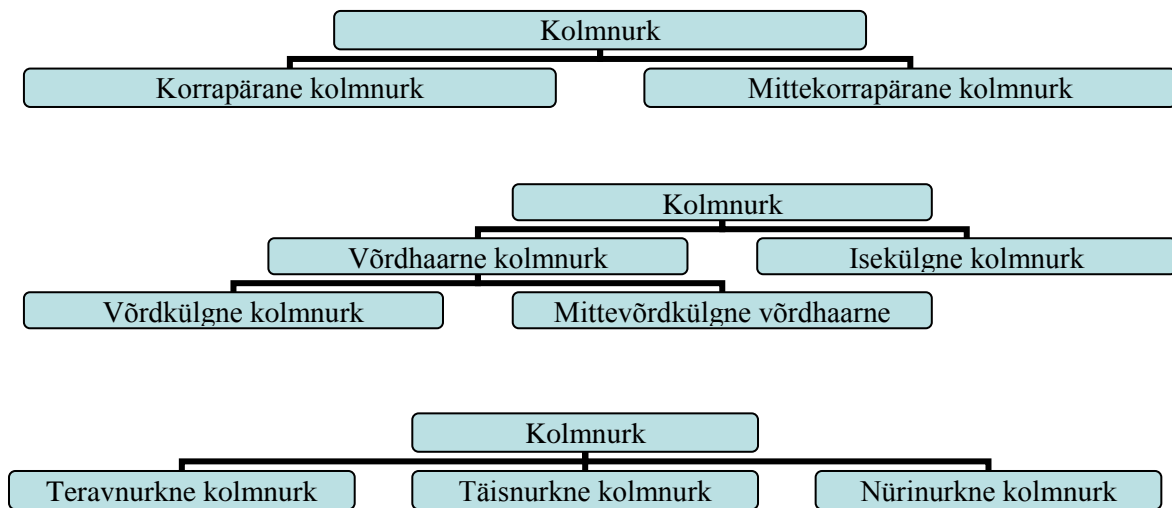 Kolmnurk
Korrapärane kolmnurk Mittekorrapärane kolmnurk
Kolmnurk
Võrdhaarne kolmnurk Isekülgne kolmnurk
Võrdkülgne kolmnurk Mittevõrdkülgne võrdhaarne
Kolmnurk
Teravnurkne kolmnurk Täisnurkne kolmnurk Nürinurkne kolmnurk